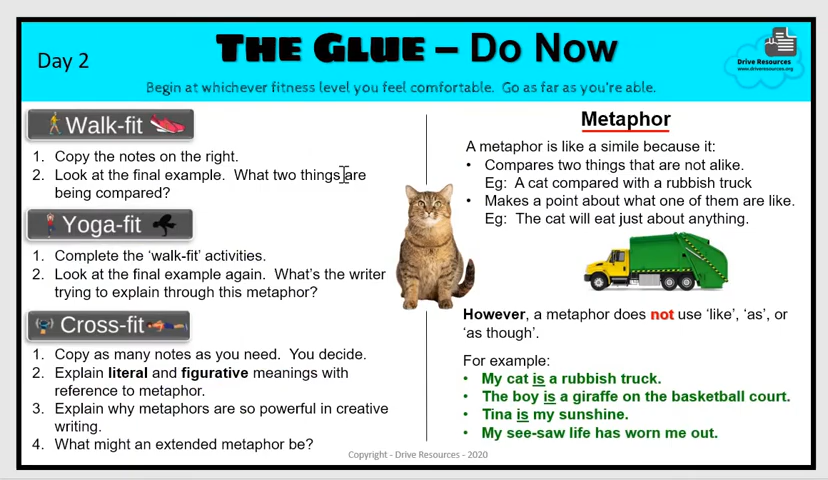 Day 2
THE GLUE – Do Now
Drive Resources
www.driveresources.org
Begin at whichever fitness level you feel comfortable. Go as far as you're able.
Walk-fit
1. Copy the notes on the right.
2. Look at the final example. What two things are
being compared?
Yoga-fit
1. Complete the 'walk-fit' activities.
2. Look at the final example again. What's the writer
trying to explain through this metaphor?
Cross-fit
1. Copy as many notes as you need. You decide.
2. Explain literal and figurative meanings with
reference to metaphor.
3. Explain why metaphors are so powerful in creative
writing.
4. What might an extended metaphor be?
Metaphor
A metaphor is like a simile because it:
• Compares two things that are not alike.
Eg: A cat compared with a rubbish truck
• Makes a point about what one of them are like.
Eg: The cat will eat just about anything.
However, a metaphor does not use 'like', 'as', or
'as though'.
For example:
• My cat is a rubbish truck.
• The boy is a giraffe on the basketball court.
• Tina is my sunshine.
• My see-saw life has worn me out.
Copyright - Drive Resources - 2020